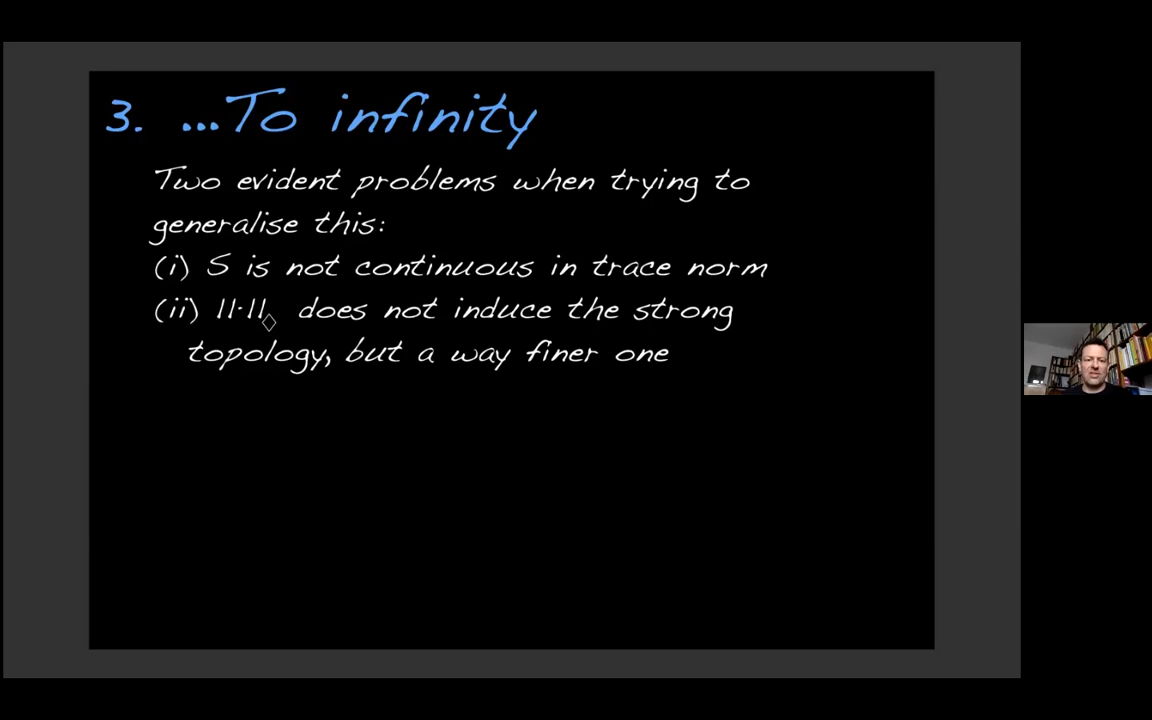 3. ...To infinity
Two evident problems when trying to
generalise this:
(i) S is not continuous in trace norm
(ii) ||·||◇ does not induce the strong
topology, but a way finer one